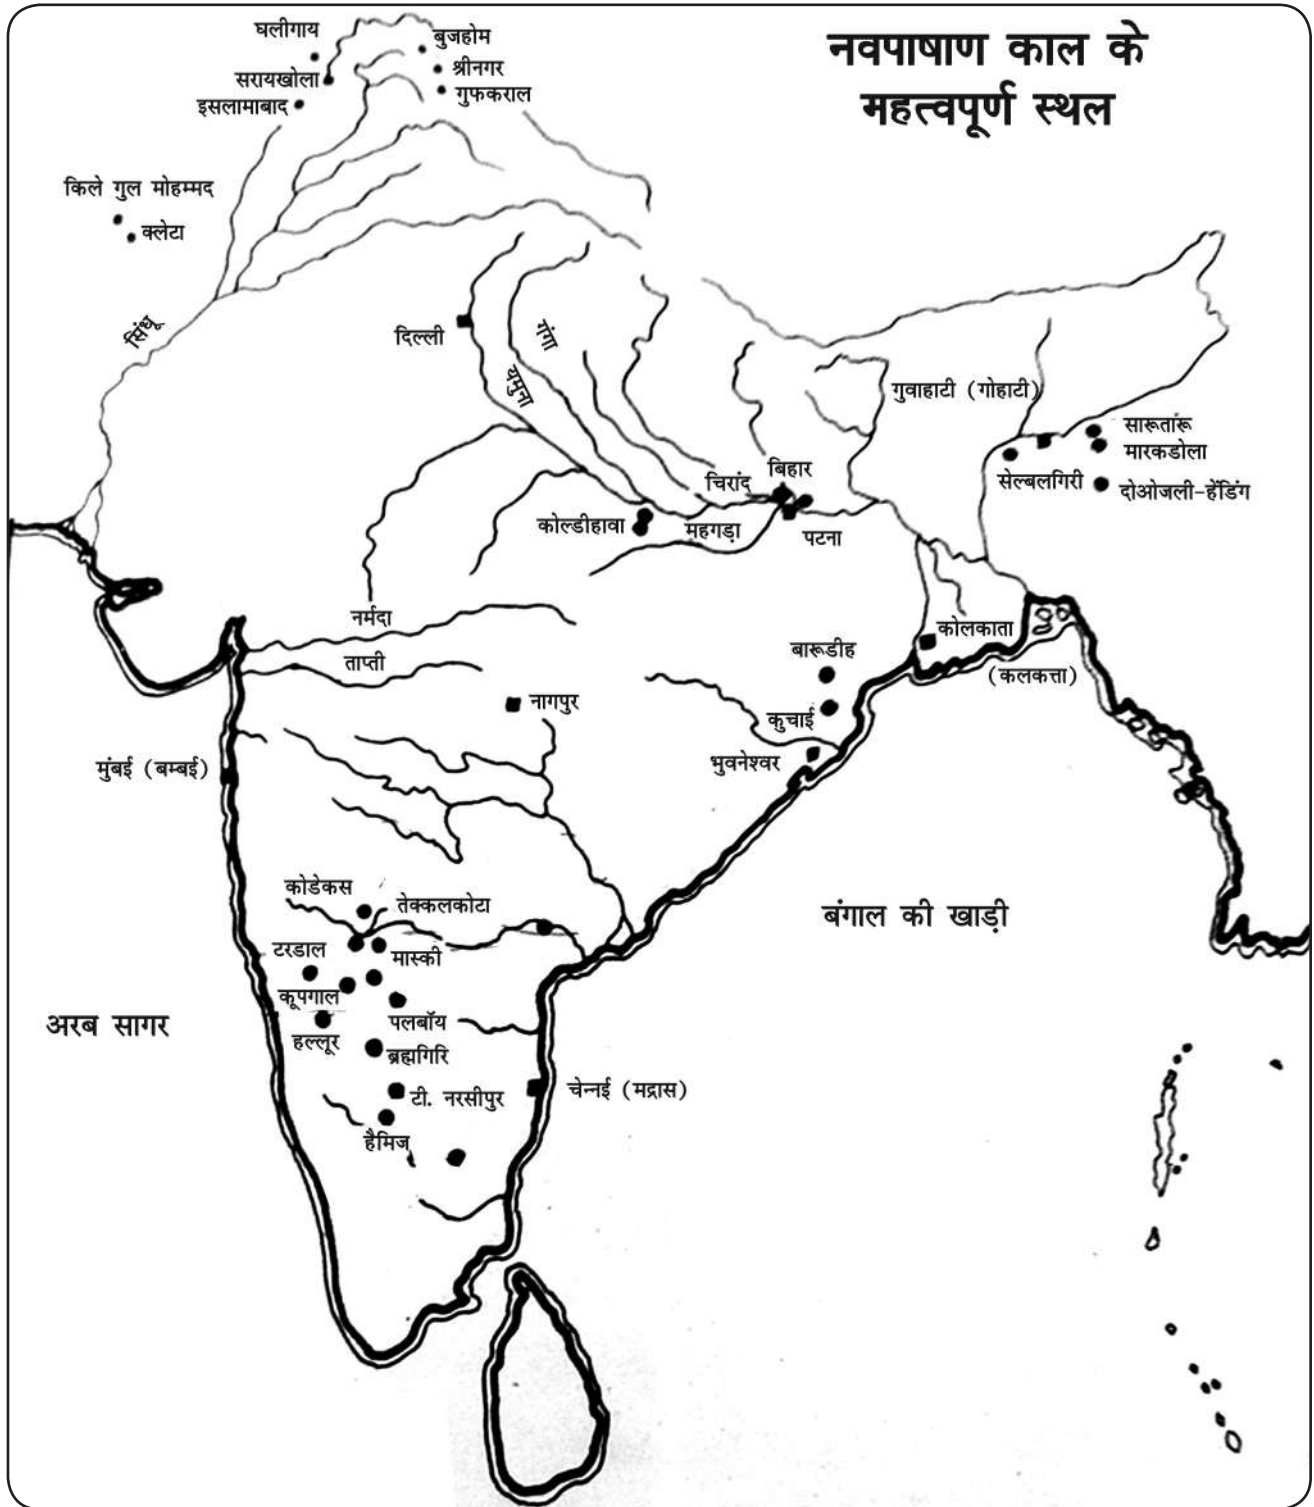 नवपाषाण काल के
महत्वपूर्ण स्थल
घलीगाय
बुजहोम
सरायखोला
श्रीनगर
इसलामाबाद
गुफकराल
किले गुल मोहम्मद
क्लेटा
सिंधू
दिल्ली
गंगा
यमुना
गुवाहाटी (गोहाटी)
सारूतांरू
मारकडोला
सेल्बलगिरी
दोओजली-हेंडिंग
चिरांद
बिहार
कोल्डीहावा
महगड़ा
पटना
नर्मदा
ताप्ती
कोलकाता
(कलकत्ता)
बारूडीह
नागपुर
कुचाई
भुवनेश्वर
मुंबई (बम्बई)
कोडेकस
तेक्कलकोटा
बंगाल की खाड़ी
टरडाल
मास्की
कूपगाल
अरब सागर
पलबॉय
हल्लूर
ब्रह्मगिरि
टी. नरसीपुर
चेन्नई (मद्रास)
हैमिज